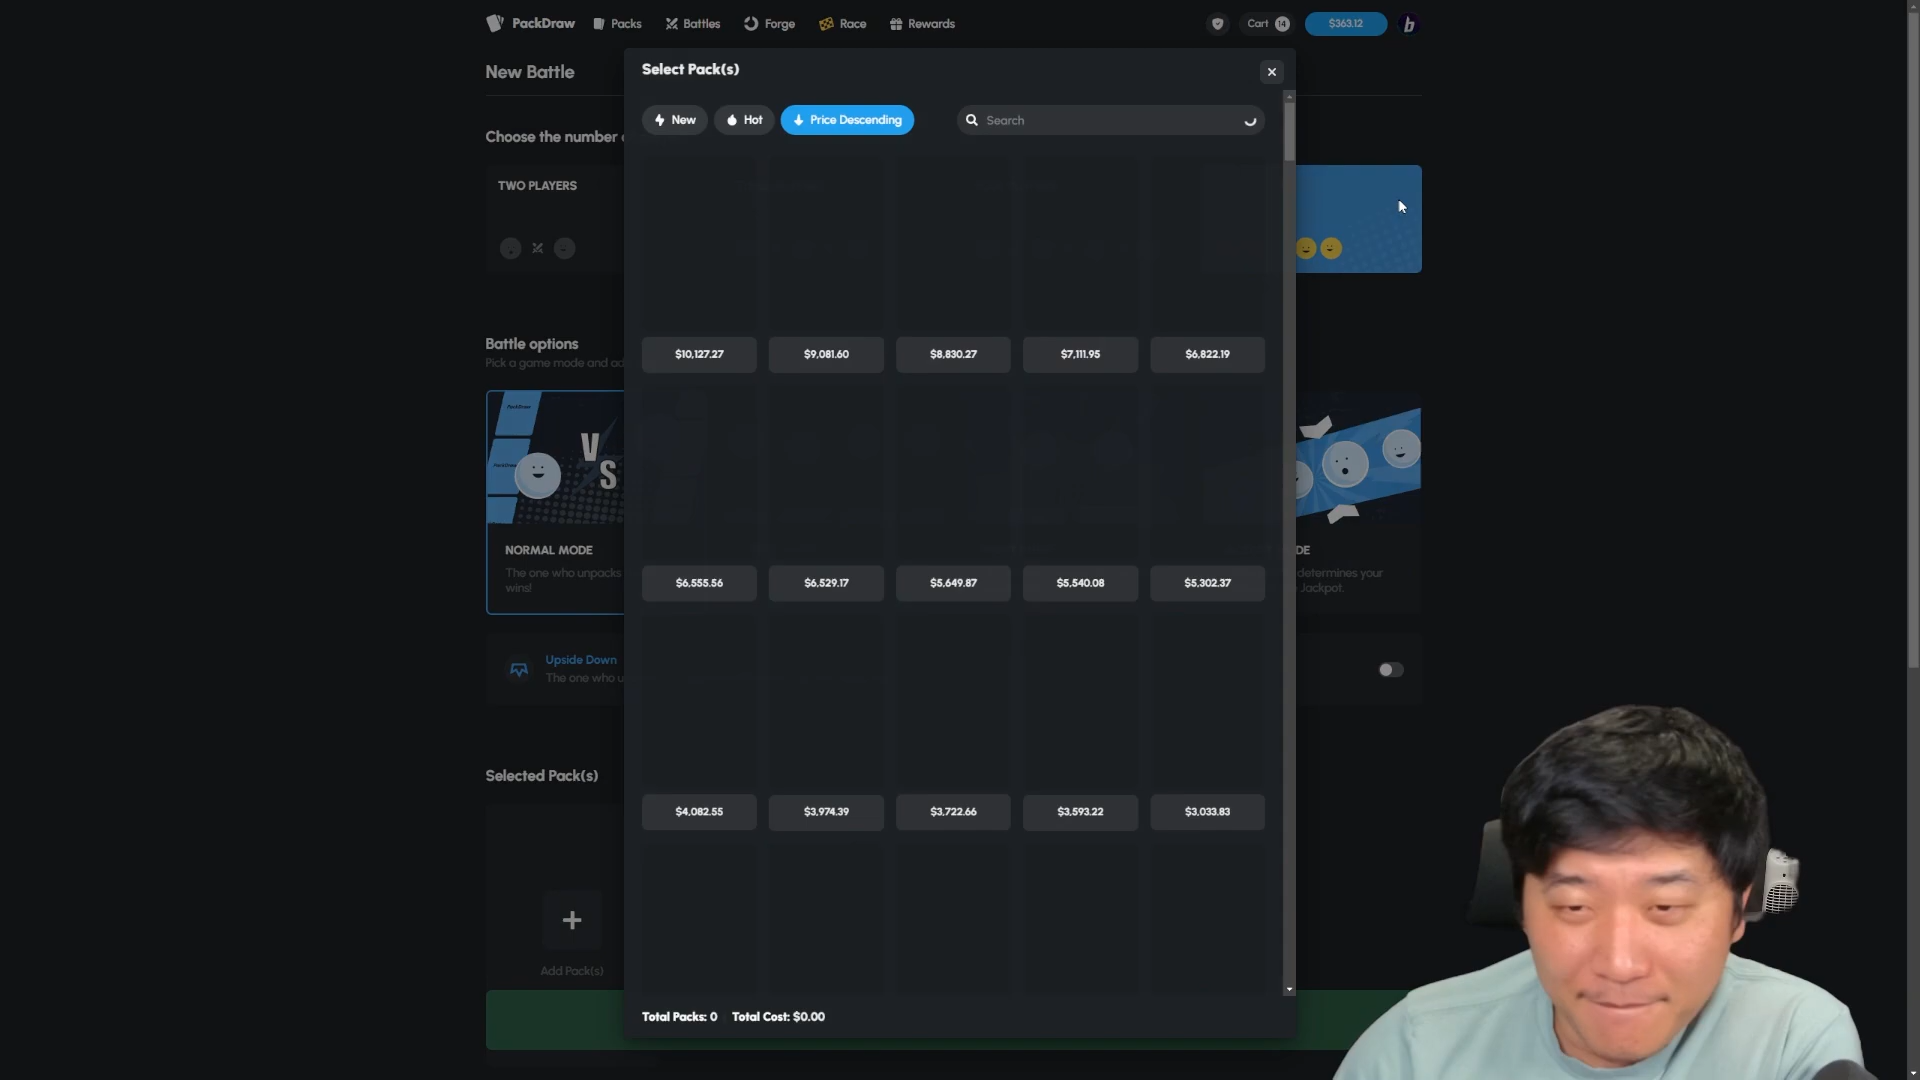 PackDraw Packs Battles Forge Race Rewards Cart 14 $363.12
New Battle
Select Pack(s)
New Hot Price Descending Search
Choose the number
TWO PLAYERS
$10,127.27 $9,081.60 $8,830.27 $7,111.95 $6,822.19
Battle options
Pick a game mode and
V
S
NORMAL MODE
The one who unpacks
wins!
$6,555.56 $6,529.17 $5,649.87 $5,540.08 $5,302.37
DE
determines your
Jackpot.
Upside Down
The one who
Selected Pack(s)
$4,082.55 $3,974.39 $3,722.66 $3,593.22 $3,033.83
Add Pack(s)
Total Packs: 0 Total Cost: $0.00